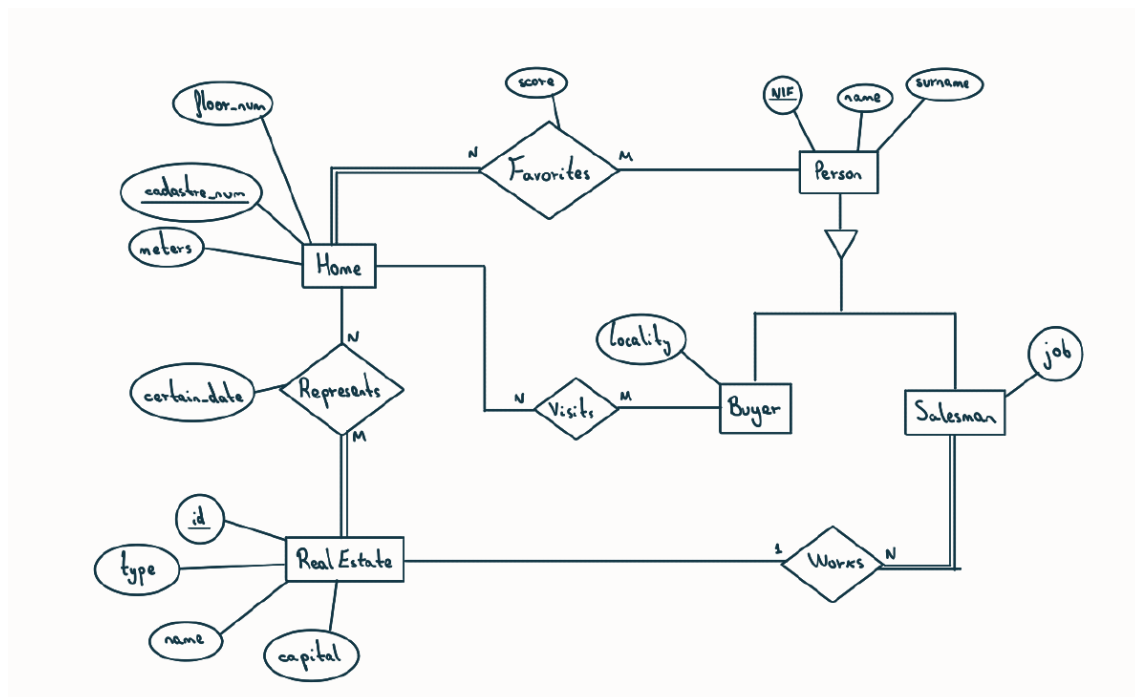 score
NIF
name
surname
floor_num
N
Favorites
M
Person
cadastre_num
meters
Home
N
certain_date
Represents
M
locality
N
Visits
M
Buyer
job
Salesman
id
type
Real Estate
1
Works
N
name
capital